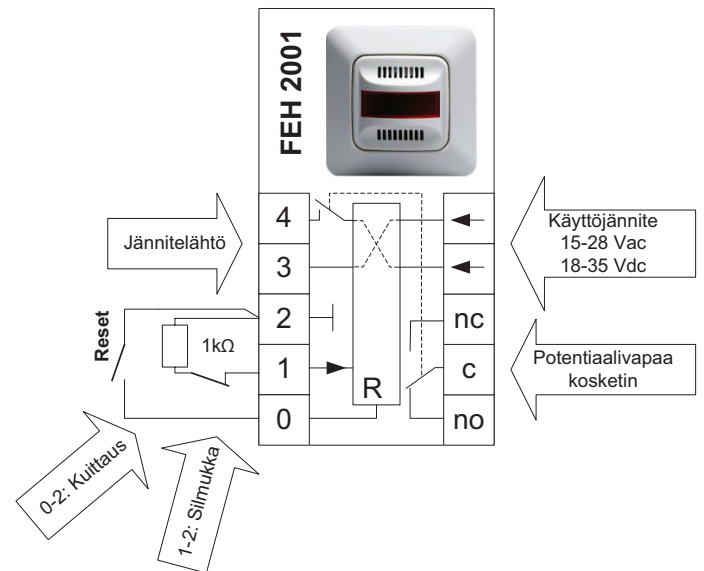 FEH 2001
4
3
2
1
0
R
nc
c
no
Jännitelähtö
Käyttöjännite
15-28 Vac
18-35 Vdc
Reset
1kΩ
Potentiaalivapaa
kosketin
0-2: Kuittaus
1-2: Silmukka